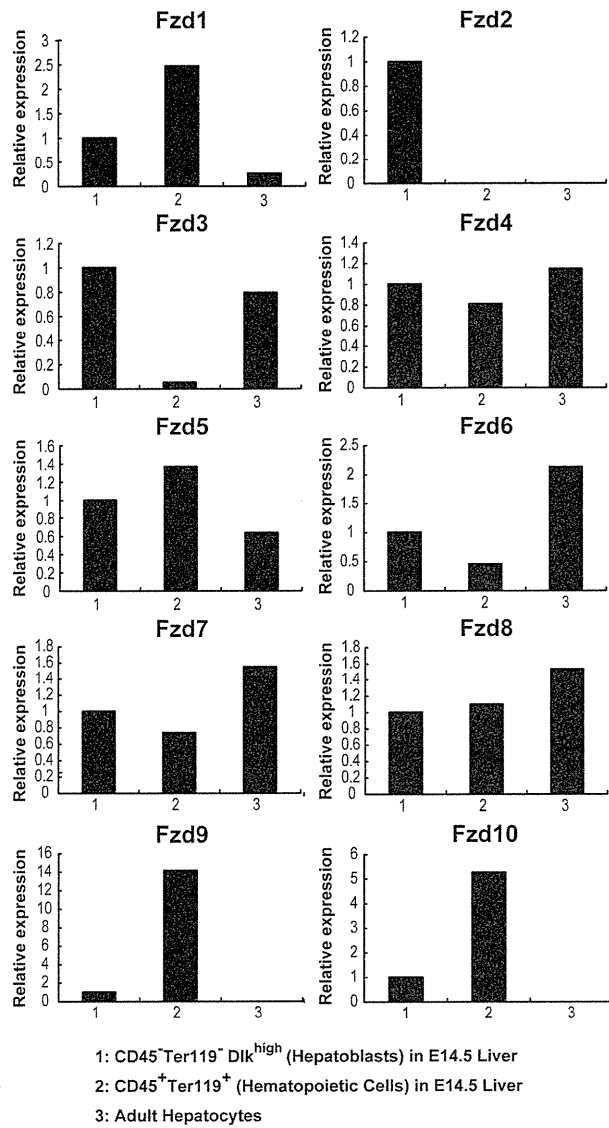 Fzd1
Relative expression
3
2.5
2
1.5
1
0.5
0
1 2 3
Fzd2
Relative expression
1.2
1
0.8
0.6
0.4
0.2
0
1 2 3
Fzd3
Relative expression
1.2
1
0.8
0.6
0.4
0.2
0
1 2 3
Fzd4
Relative expression
1.4
1.2
1
0.8
0.6
0.4
0.2
0
1 2 3
Fzd5
Relative expression
1.6
1.4
1.2
1
0.8
0.6
0.4
0.2
0
1 2 3
Fzd6
Relative expression
2.5
2
1.5
1
0.5
0
1 2 3
Fzd7
Relative expression
1.8
1.6
1.4
1.2
1
0.8
0.6
0.4
0.2
0
1 2 3
Fzd8
Relative expression
1.8
1.6
1.4
1.2
1
0.8
0.6
0.4
0.2
0
1 2 3
Fzd9
Relative expression
16
14
12
10
8
6
4
2
0
1 2 3
Fzd10
Relative expression
6
5
4
3
2
1
0
1 2 3
1: CD45⁻Ter119⁻ Dlk^high (Hepatoblasts) in E14.5 Liver
2: CD45⁺Ter119⁺ (Hematopoietic Cells) in E14.5 Liver
3: Adult Hepatocytes